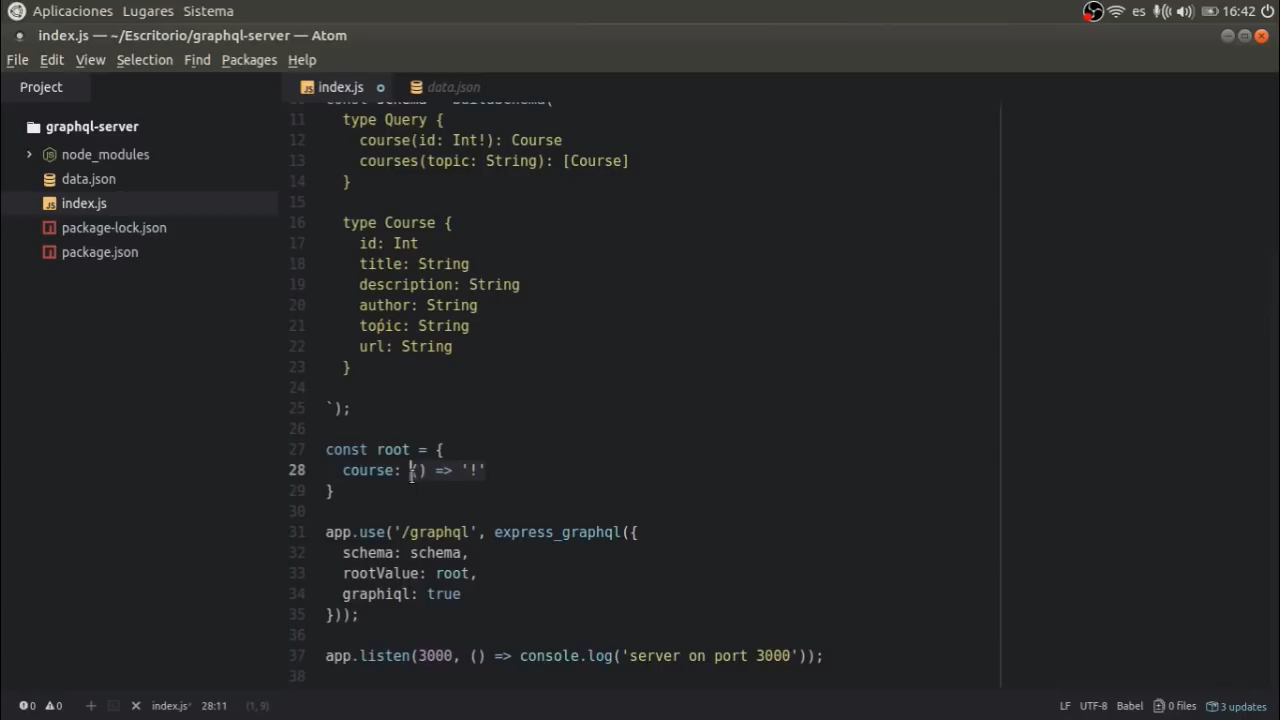 Aplicaciones Lugares Sistema es 16:42
index.js — ~/Escritorio/graphql-server — Atom
File Edit View Selection Find Packages Help
Project index.js data.json
graphql-server
node_modules
data.json
index.js
package-lock.json
package.json
11 type Query {
12 course(id: Int!): Course
13 courses(topic: String): [Course]
14 }
15
16 type Course {
17 id: Int
18 title: String
19 description: String
20 author: String
21 topic: String
22 url: String
23 }
24
25 `);
26
27 const root = {
28 course: () => '!'
29 }
30
31 app.use('/graphql', express_graphql({
32 schema: schema,
33 rootValue: root,
34 graphiql: true
35 }));
36
37 app.listen(3000, () => console.log('server on port 3000'));
38
0 0 index.js* 28:11 (1, 9) LF UTF-8 Babel 0 files 3 updates